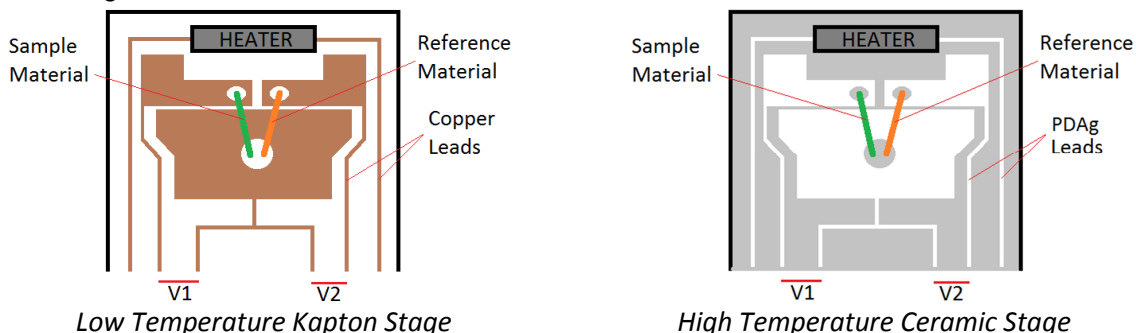 HEATER
Sample
Material
Reference
Material
Copper
Leads
V1
V2
Low Temperature Kapton Stage
HEATER
Sample
Material
Reference
Material
PDAg
Leads
V1
V2
High Temperature Ceramic Stage